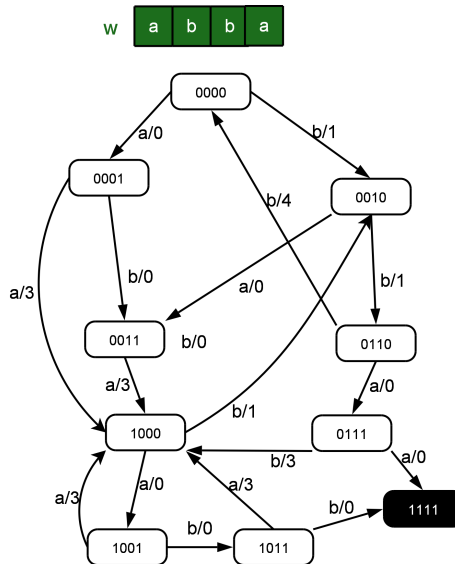 w a b b a
0000
a/0 b/1
0001 0010
b/4
a/3 b/0 a/0 b/1
0011 b/0 0110
a/3 a/0
b/1
1000 0111
a/0 b/3 a/0
a/3 a/3
b/0 b/0 1111
1001 1011